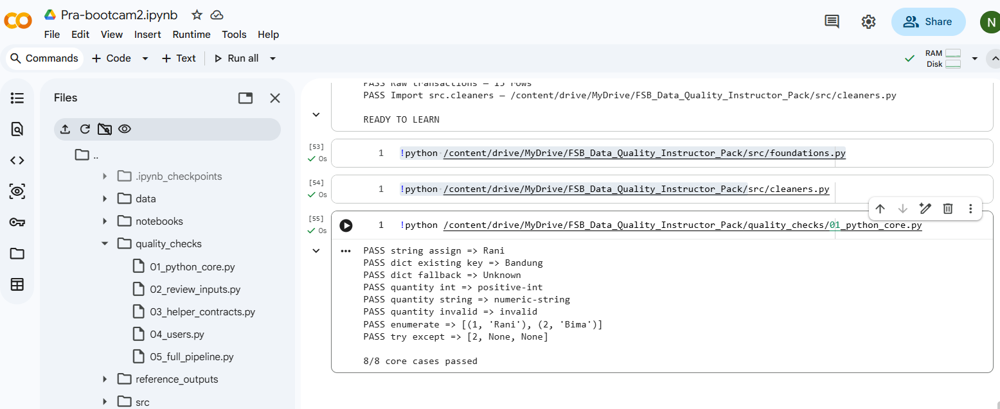 Pra-bootcam2.ipynb
File Edit View Insert Runtime Tools Help
Share
N
Commands + Code + Text Run all
RAM
Disk
Files
..
.ipynb_checkpoints
data
notebooks
quality_checks
01_python_core.py
02_review_inputs.py
03_helper_contracts.py
04_users.py
05_full_pipeline.py
reference_outputs
src
PASS Raw transactions — 15 rows
PASS Import src.cleaners — /content/drive/MyDrive/FSB_Data_Quality_Instructor_Pack/src/cleaners.py
READY TO LEARN
[53]
0s
1 !python /content/drive/MyDrive/FSB_Data_Quality_Instructor_Pack/src/foundations.py
[54]
0s
1 !python /content/drive/MyDrive/FSB_Data_Quality_Instructor_Pack/src/cleaners.py
[55]
0s
1 !python /content/drive/MyDrive/FSB_Data_Quality_Instructor_Pack/quality_checks/01_python_core.py
PASS string assign => Rani
PASS dict existing key => Bandung
PASS dict fallback => Unknown
PASS quantity int => positive-int
PASS quantity string => numeric-string
PASS quantity invalid => invalid
PASS enumerate => [(1, 'Rani'), (2, 'Bima')]
PASS try except => [2, None, None]
8/8 core cases passed